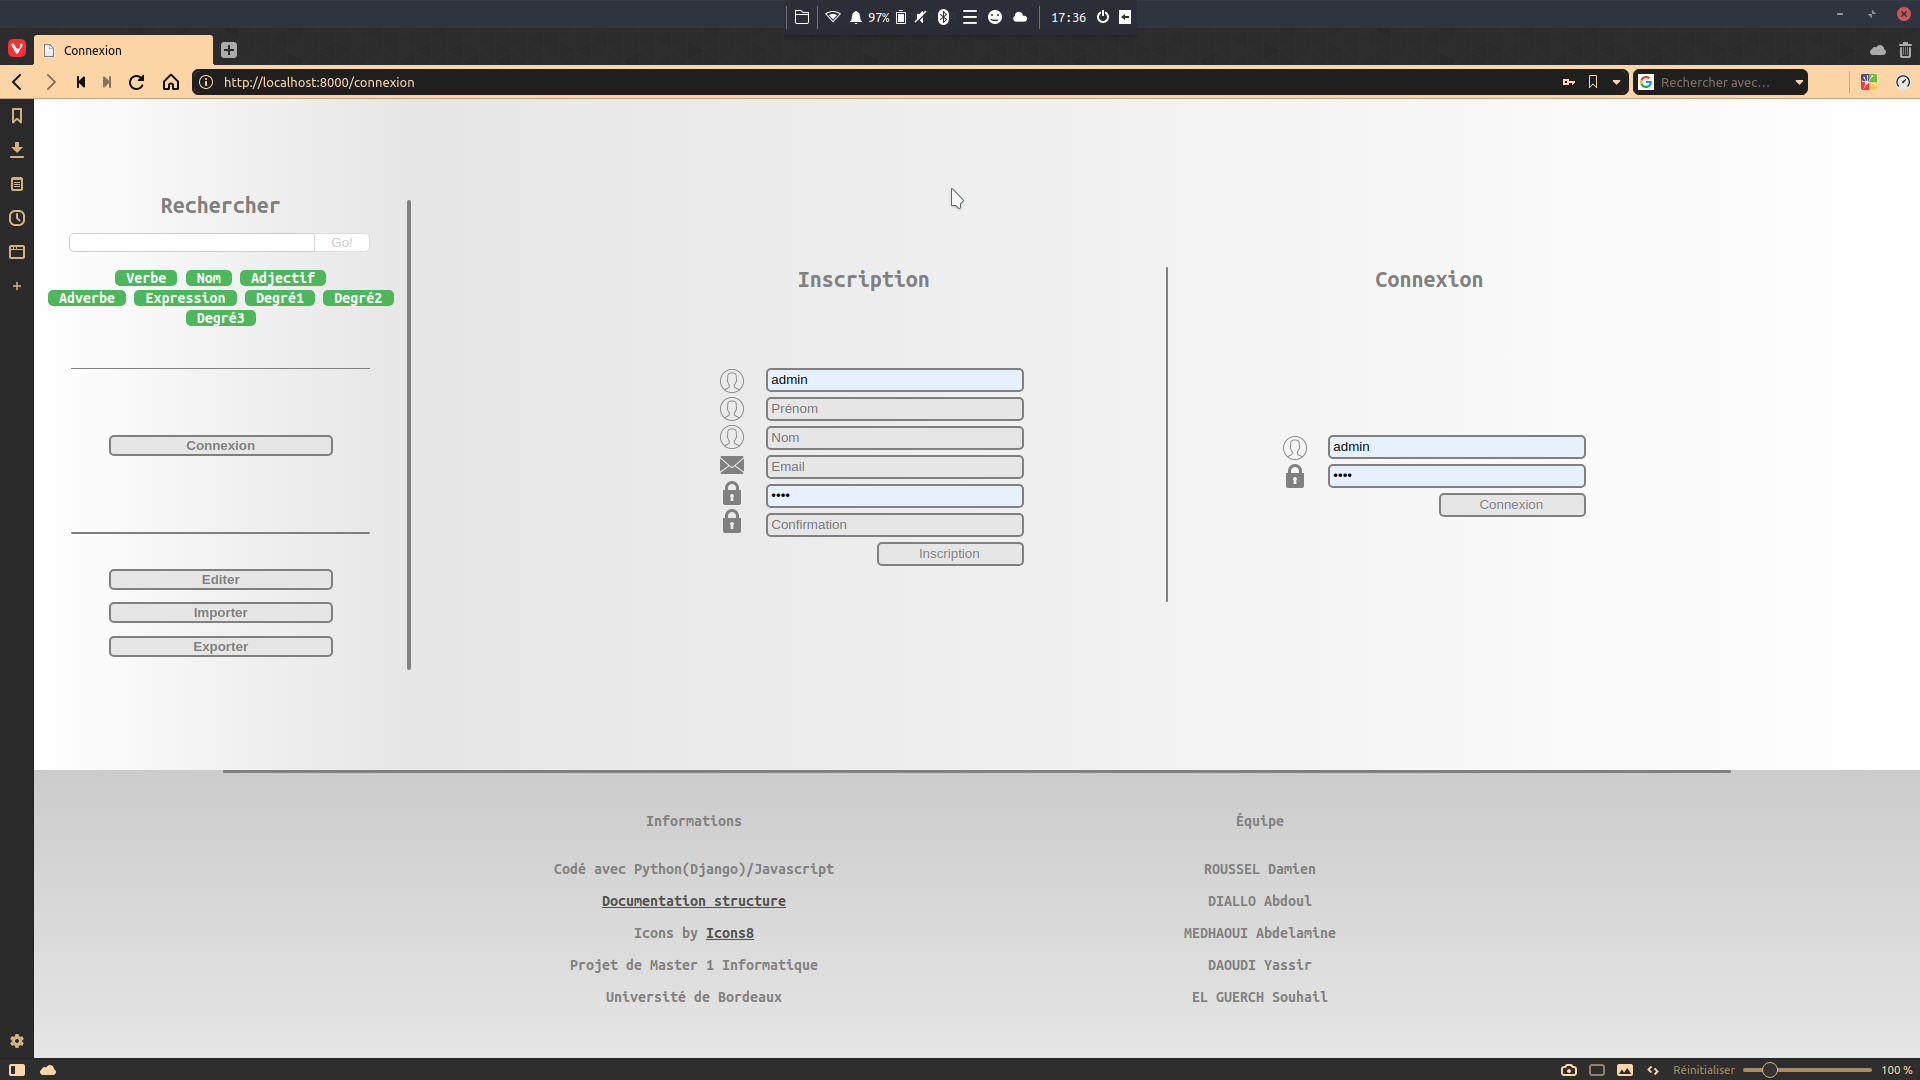 97%
17:36
Connexion
http://localhost:8000/connexion
Rechercher avec...
Rechercher
Go!
Verbe Nom Adjectif
Adverbe Expression Degré1 Degré2
Degré3
Connexion
Editer
Importer
Exporter
Inscription
admin
Prénom
Nom
Email
••••
Confirmation
Inscription
Connexion
admin
••••
Connexion
Informations
Codé avec Python(Django)/Javascript
Documentation structure
Icons by Icons8
Projet de Master 1 Informatique
Université de Bordeaux
Équipe
ROUSSEL Damien
DIALLO Abdoul
MEDHAOUI Abdelamine
DAOUDI Yassir
EL GUERCH Souhail
Réinitialiser
100 %